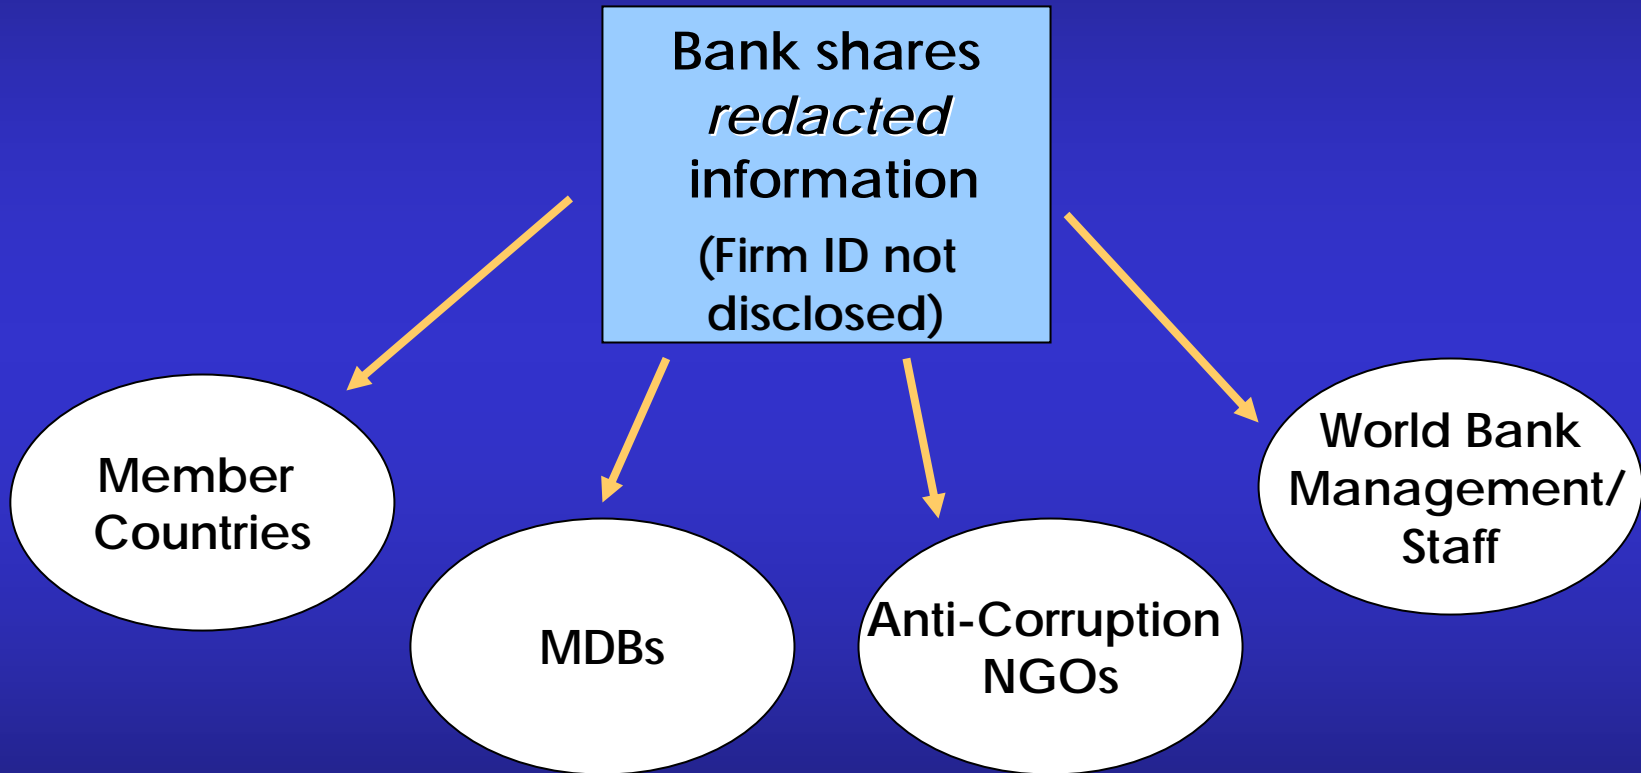 Bank shares
redacted
information
(Firm ID not
disclosed)
Member
Countries
MDBs
Anti-Corruption
NGOs
World Bank
Management/
Staff